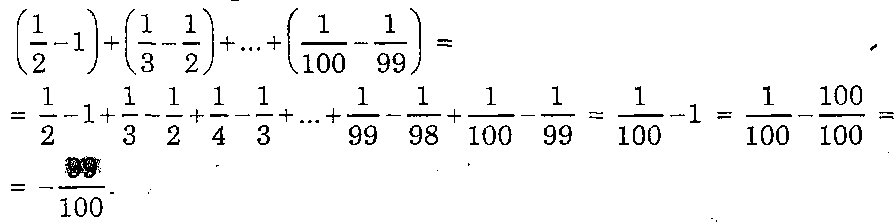 (1/2 − 1) + (1/3 − 1/2) + ... + (1/100 − 1/99) =
= 1/2 − 1 + 1/3 − 1/2 + 1/4 − 1/3 + ... + 1/99 − 1/98 + 1/100 − 1/99 = 1/100 − 1 = 1/100 − 100/100 =
= − 99/100.